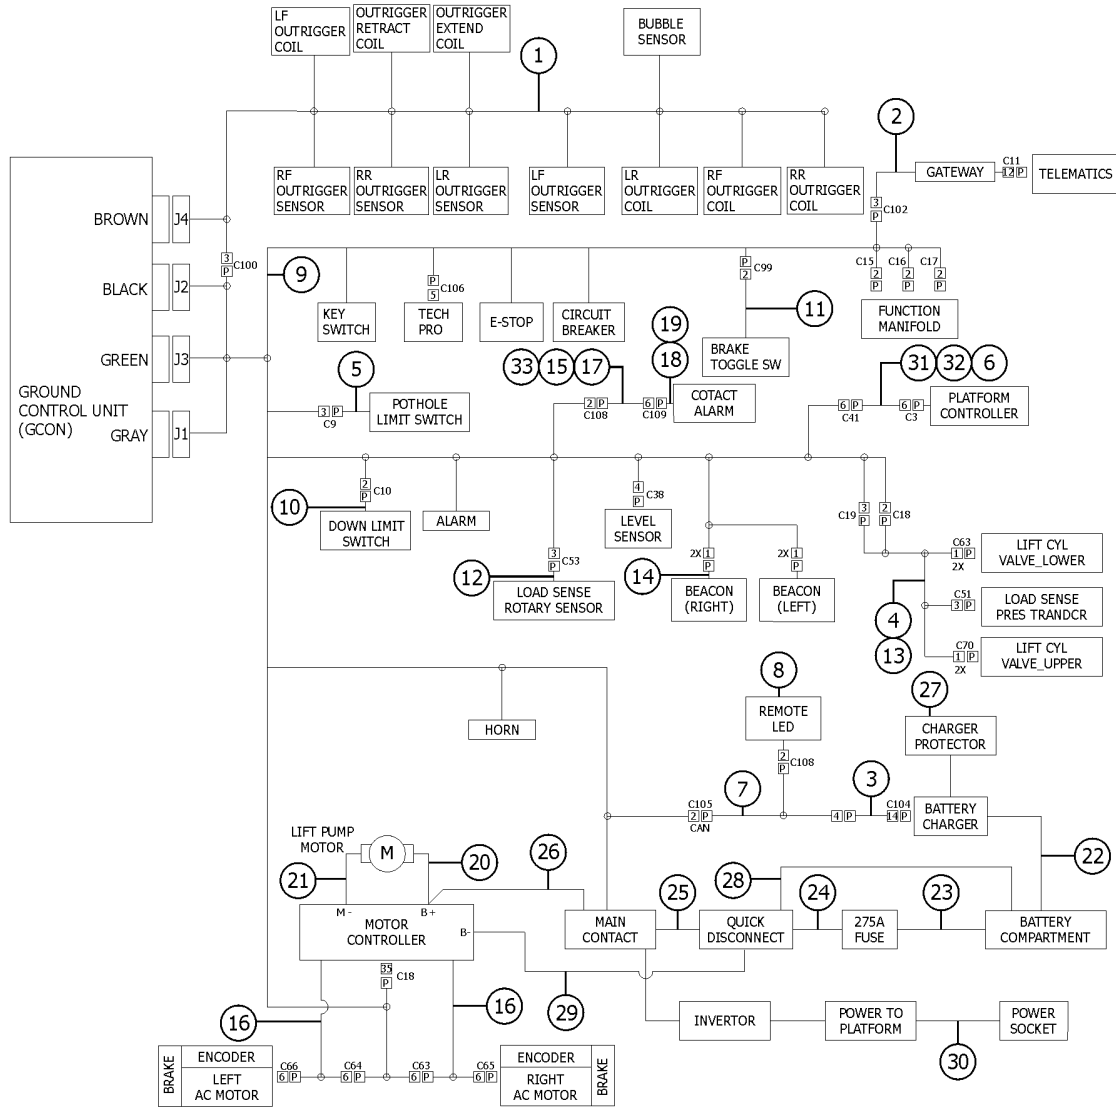 LF
OUTRIGGER
COIL
OUTRIGGER
RETRACT
COIL
OUTRIGGER
EXTEND
COIL
BUBBLE
SENSOR
1
2
RF
OUTRIGGER
SENSOR
RR
OUTRIGGER
SENSOR
LR
OUTRIGGER
SENSOR
LF
OUTRIGGER
SENSOR
LR
OUTRIGGER
COIL
RF
OUTRIGGER
COIL
RR
OUTRIGGER
COIL
GATEWAY
C11
12 P
TELEMATICS
3
P
C102
BROWN
J4
BLACK
J2
GREEN
J3
GRAY
J1
GROUND
CONTROL UNIT
(GCON)
3
P
C100
9
KEY
SWITCH
P
5
C106
TECH
PRO
E-STOP
CIRCUIT
BREAKER
P
2
C99
11
BRAKE
TOGGLE SW
C15
2
P
C16
2
P
C17
2
P
FUNCTION
MANIFOLD
5
3 P
C9
POTHOLE
LIMIT SWITCH
33
15
17
19
18
2 P
C108
6 P
C109
COTACT
ALARM
31
32
6
6 P
C41
6 P
C3
PLATFORM
CONTROLLER
10
2
P
C10
DOWN LIMIT
SWITCH
ALARM
12
3
P
C53
LOAD SENSE
ROTARY SENSOR
4
P
C38
LEVEL
SENSOR
14
2X
1
P
BEACON
(RIGHT)
2X
1
P
BEACON
(LEFT)
C19
3
P
2
P
C18
4
13
C63
1 P
2X
LIFT CYL
VALVE_LOWER
C51
3 P
LOAD SENSE
PRES TRANDCR
C70
1 P
2X
LIFT CYL
VALVE_UPPER
HORN
8
REMOTE
LED
2
P
C108
27
CHARGER
PROTECTOR
C105
2 P
CAN
7
4 P
3
C104
14 P
BATTERY
CHARGER
22
LIFT PUMP
MOTOR
M
21
20
26
M -
B+
B-
MOTOR
CONTROLLER
35
P
C18
MAIN
CONTACT
25
28
QUICK
DISCONNECT
24
275A
FUSE
23
BATTERY
COMPARTMENT
29
16
16
INVERTOR
POWER TO
PLATFORM
30
POWER
SOCKET
BRAKE
ENCODER
LEFT
AC MOTOR
C66
6 P
C64
6 P
C63
6 P
C65
6 P
ENCODER
RIGHT
AC MOTOR
BRAKE